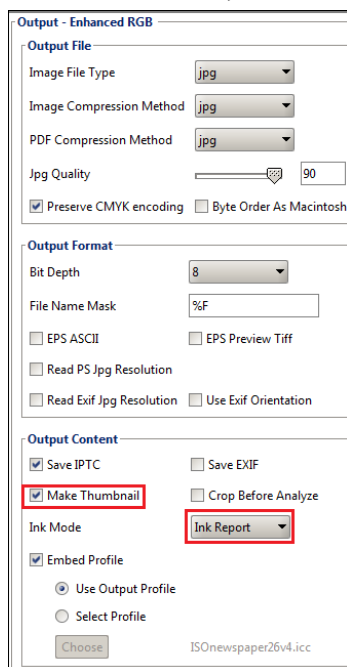 Output - Enhanced RGB
Output File
Image File Type jpg
Image Compression Method jpg
PDF Compression Method jpg
Jpg Quality 90
Preserve CMYK encoding Byte Order As Macintosh
Output Format
Bit Depth 8
File Name Mask %F
EPS ASCII EPS Preview Tiff
Read PS Jpg Resolution
Read Exif Jpg Resolution Use Exif Orientation
Output Content
Save IPTC Save EXIF
Make Thumbnail Crop Before Analyze
Ink Mode Ink Report
Embed Profile
Use Output Profile
Select Profile
Choose ISOnewspaper26v4.icc